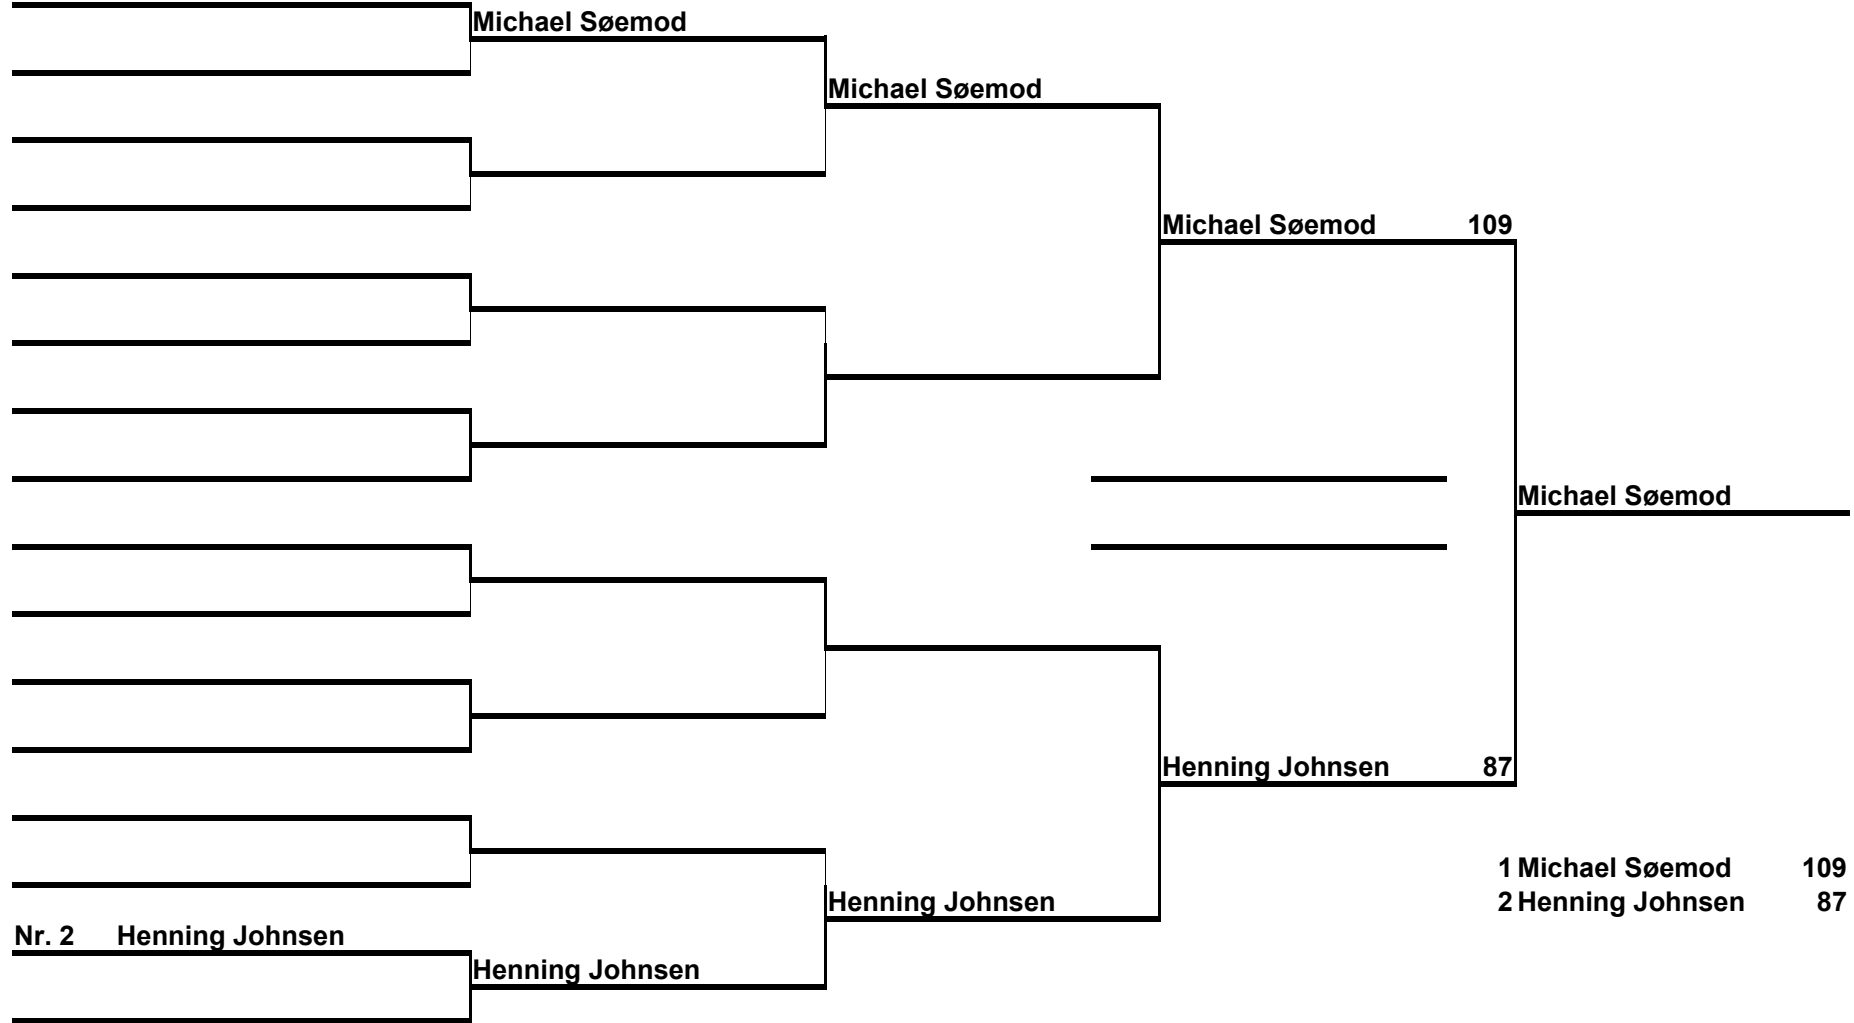 Michael Søemod
Michael Søemod
Michael Søemod 109
Michael Søemod
Henning Johnsen 87
1 Michael Søemod 109
2 Henning Johnsen 87
Henning Johnsen
Nr. 2 Henning Johnsen
Henning Johnsen